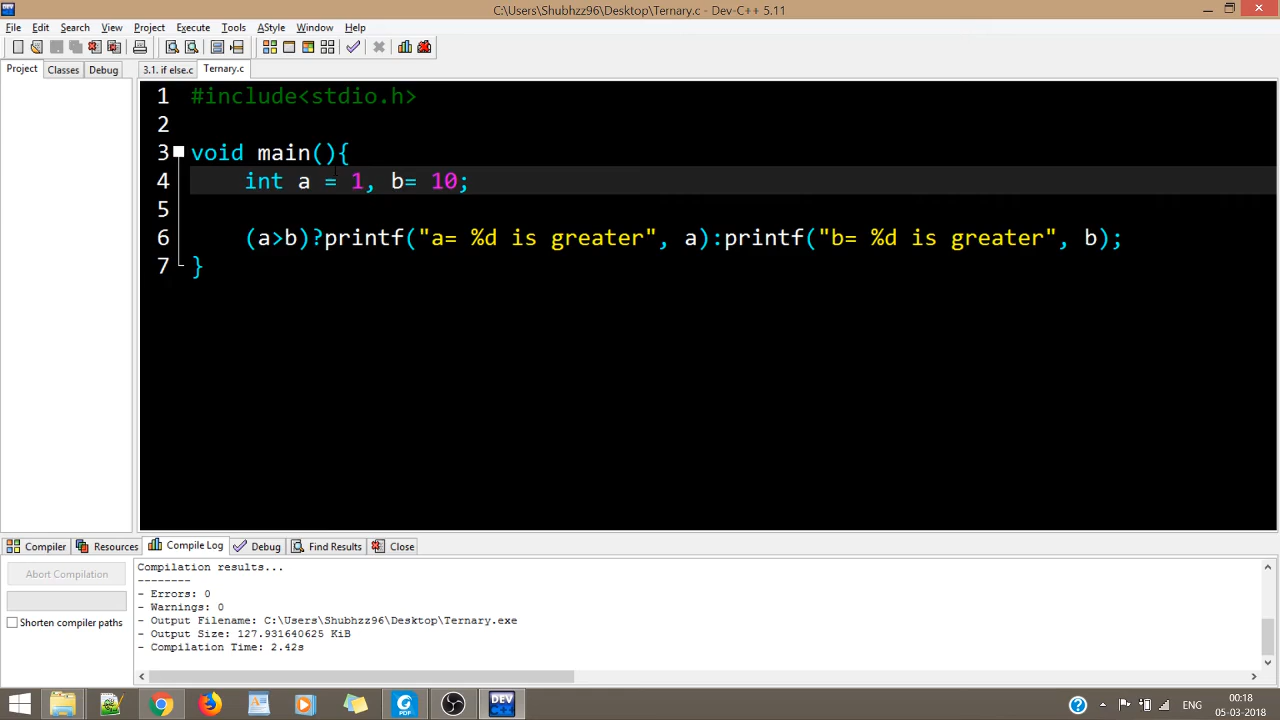 C:\Users\Shubhzz96\Desktop\Ternary.c - Dev-C++ 5.11
File Edit Search View Project Execute Tools AStyle Window Help
Project Classes Debug 3.1. if else.c Ternary.c
1 #include<stdio.h>
2
3 void main(){
4 int a = 1, b= 10;
5
6 (a>b)?printf("a= %d is greater", a):printf("b= %d is greater", b);
7 }
Compiler Resources Compile Log Debug Find Results Close
Abort Compilation
Shorten compiler paths
Compilation results...
--------
- Errors: 0
- Warnings: 0
- Output Filename: C:\Users\Shubhzz96\Desktop\Ternary.exe
- Output Size: 127.931640625 KiB
- Compilation Time: 2.42s
PDF
DEV
C++
ENG
00:18
05-03-2018